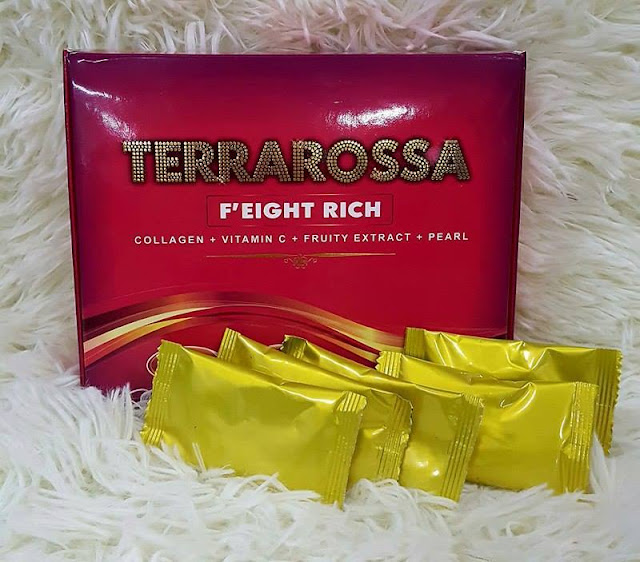 TERRAROSSA
F'EIGHT RICH
COLLAGEN + VITAMIN C + FRUITY EXTRACT + PEARL